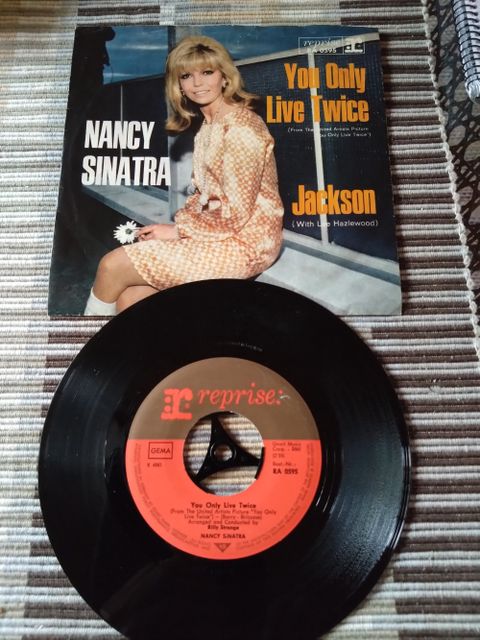 reprise:
RA 0595
You Only
Live Twice
(From The United Artists Picture
"You Only Live Twice")
NANCY
SINATRA
Jackson
(With Lee Hazlewood)
reprise:
GEMA
RA 0595
You Only Live Twice
(From The United Artists Picture "You Only
Live Twice") - (Barry - Bricusse)
Arranged and Conducted by
Billy Strange
NANCY SINATRA